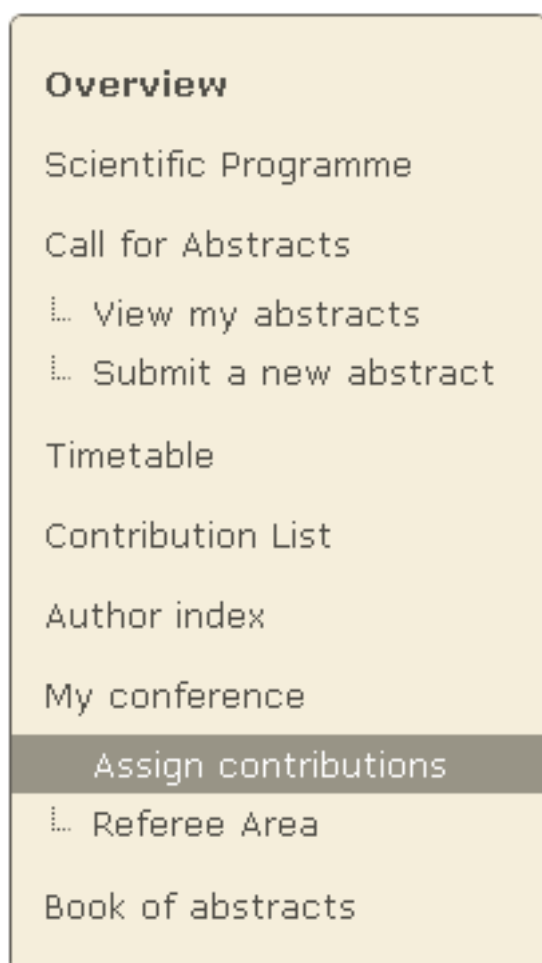 Overview
Scientific Programme
Call for Abstracts
View my abstracts
Submit a new abstract
Timetable
Contribution List
Author index
My conference
Assign contributions
Referee Area
Book of abstracts